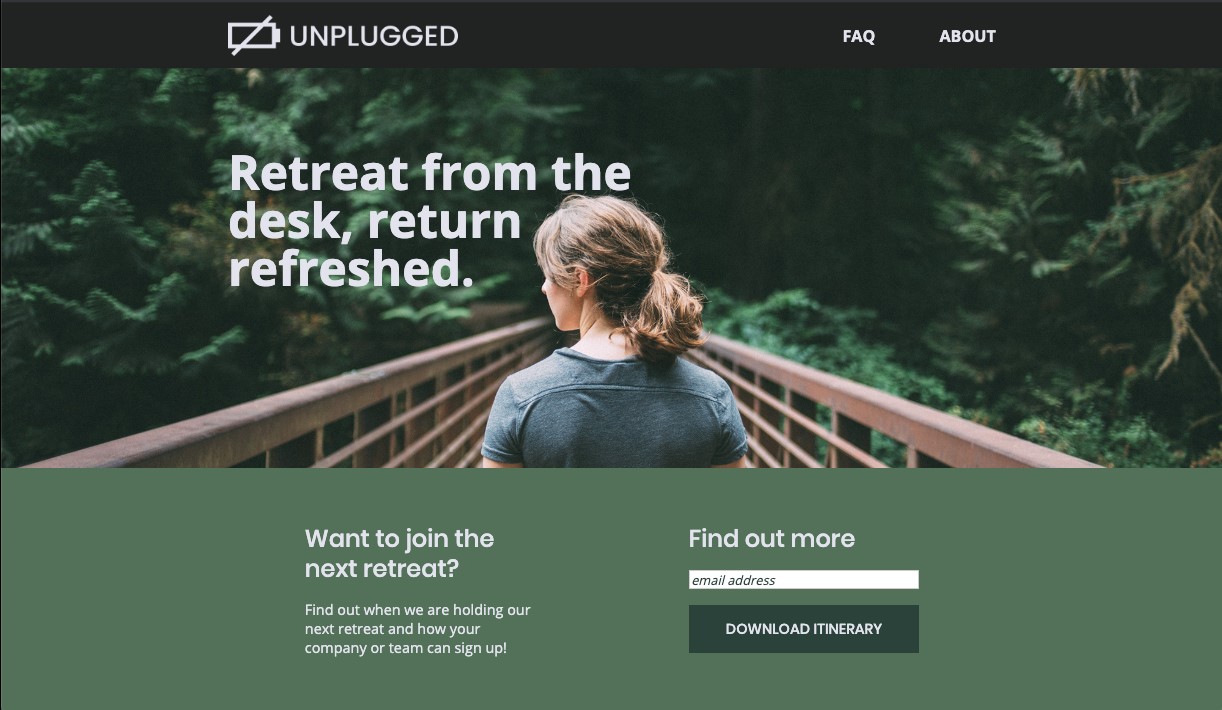 UNPLUGGED
FAQ
ABOUT
Retreat from the
desk, return
refreshed.
Want to join the
next retreat?
Find out when we are holding our
next retreat and how your
company or team can sign up!
Find out more
email address
DOWNLOAD ITINERARY